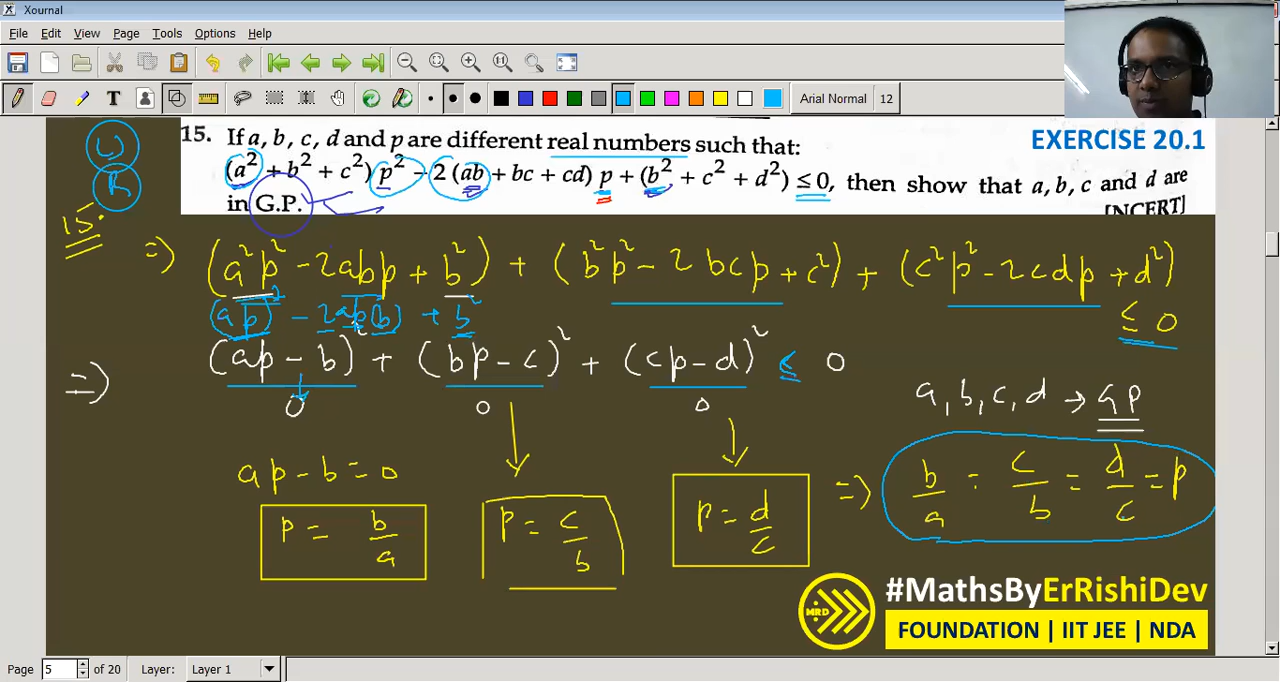 Xournal
File Edit View Page Tools Options Help
Arial Normal 12
EXERCISE 20.1
15. If a, b, c, d and p are different real numbers such that:
(a² + b² + c²) p² − 2 (ab + bc + cd) p + (b² + c² + d²) ≤ 0, then show that a, b, c and d are
in G.P.
[NCERT]
L
R
15.
⇒ (a²p² − 2abp + b²) + (b²p² − 2bcp + c²) + (c²p² − 2cdp + d²)
≤ 0
(ap)² − 2ap(b) + b²
⇒ (ap − b)² + (bp − c)² + (cp − d)² ≤ 0
0 0 0
a, b, c, d → GP
ap − b = 0
p = b/a
p = c/b
p = d/c
⇒ b/a = c/b = d/c = p
MRD
#MathsByErRishiDev
FOUNDATION | IIT JEE | NDA
Page 5 of 20 Layer: Layer 1